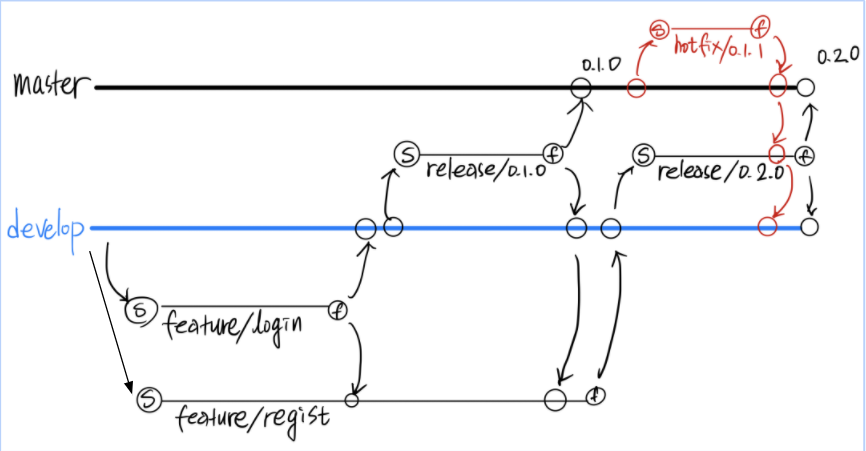 S
f
hotfix/0.1.1
0.1.0
0.2.0
master
S
f
release/0.1.0
S
f
release/0.2.0
develop
S
f
feature/login
S
f
feature/regist